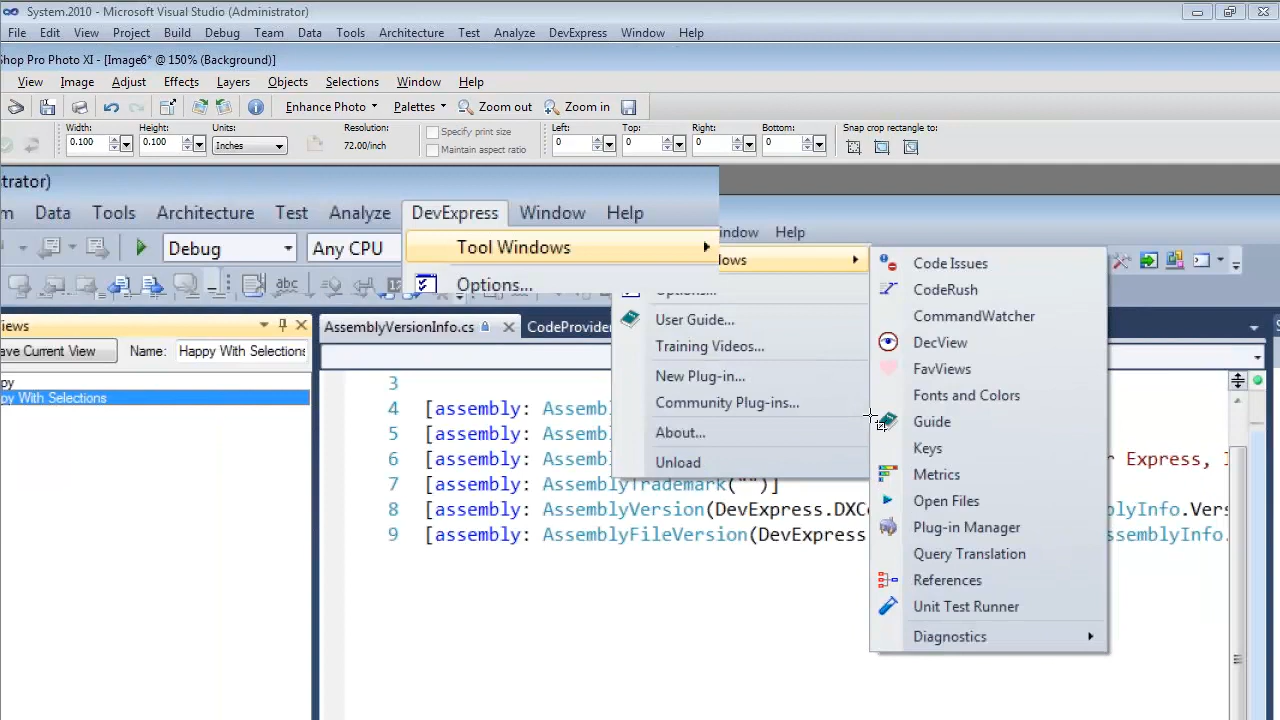 System.2010 - Microsoft Visual Studio (Administrator)
File Edit View Project Build Debug Team Data Tools Architecture Test Analyze DevExpress Window Help
Shop Pro Photo XI - [Image6* @ 150% (Background)]
View Image Adjust Effects Layers Objects Selections Window Help
Enhance Photo Palettes Zoom out Zoom in
Width: Height: Units: Resolution: Specify print size Left: Top: Right: Bottom: Snap crop rectangle to:
0.100 0.100 Inches 72.00/inch Maintain aspect ratio 0 0 0 0
strator)
m Data Tools Architecture Test Analyze DevExpress Window Help
indow Help
Debug Any CPU Tool Windows
lows
Options...
Options...
User Guide...
Training Videos...
New Plug-in...
Community Plug-ins...
About...
Unload
Code Issues
CodeRush
CommandWatcher
DecView
FavViews
Fonts and Colors
Guide
Keys
Metrics
Open Files
Plug-in Manager
Query Translation
References
Unit Test Runner
Diagnostics
iews
ave Current View Name: Happy With Selections
py
py With Selections
AssemblyVersionInfo.cs CodeProvider
3
4 [assembly: Assembl
5 [assembly: Assembl
6 [assembly: Assembl r Express, I
7 [assembly: AssemblyTrademark("")]
8 [assembly: AssemblyVersion(DevExpress.DXCo mblyInfo.Vers
9 [assembly: AssemblyFileVersion(DevExpress. ssemblyInfo.